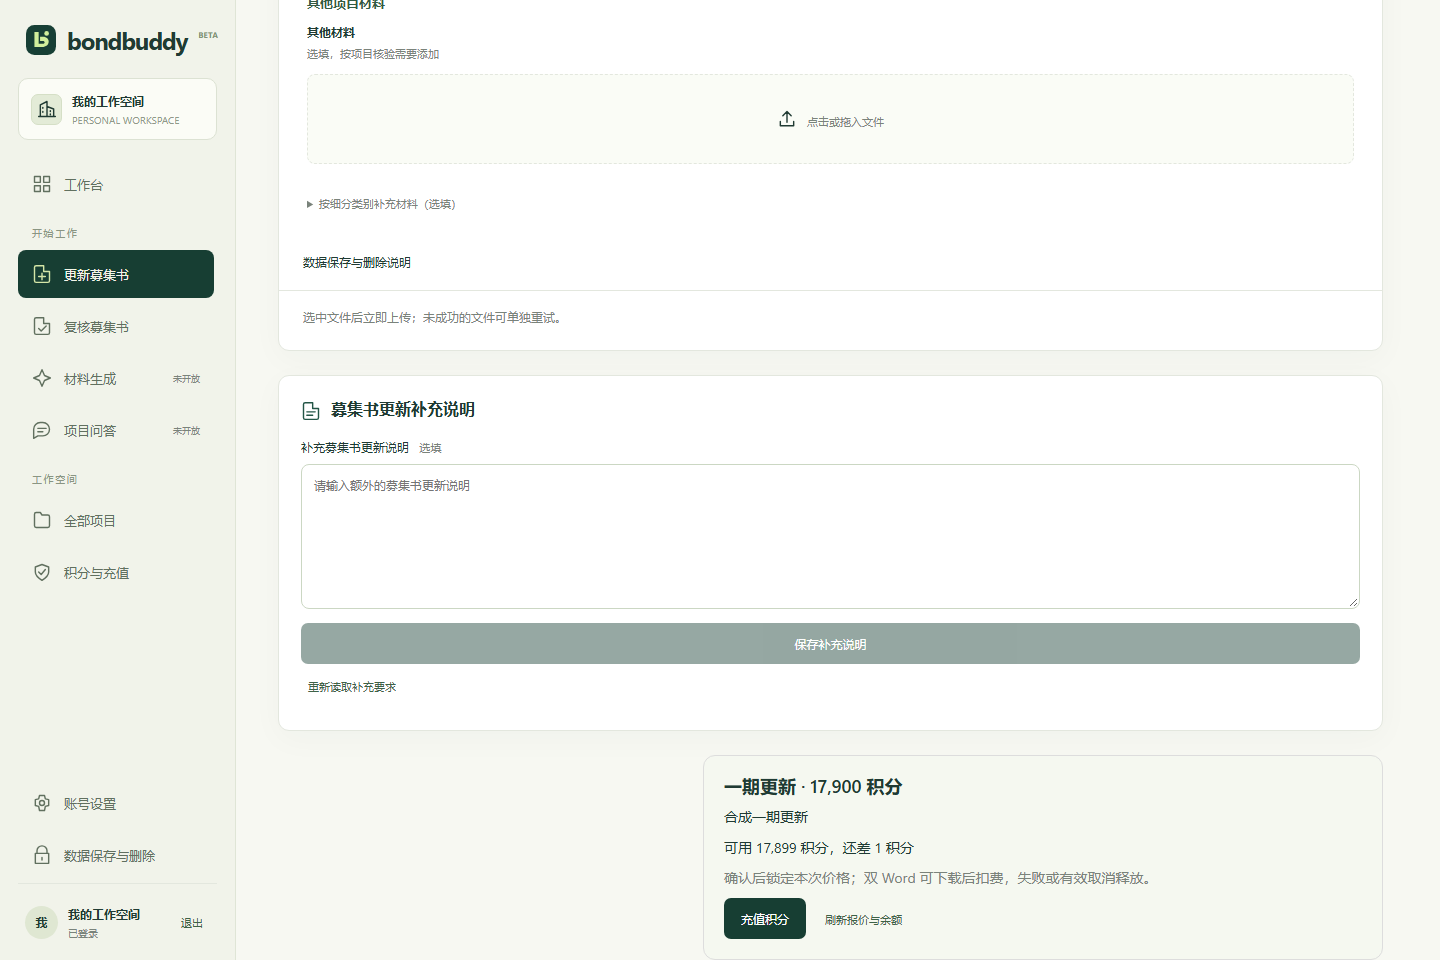 bondbuddy BETA
我的工作空间
PERSONAL WORKSPACE
工作台
开始工作
更新募集书
复核募集书
材料生成 未开放
项目问答 未开放
工作空间
全部项目
积分与充值
账号设置
数据保存与删除
我 我的工作空间
已登录
退出
其他项目材料
其他材料
选填，按项目核验需要添加
点击或拖入文件
按细分类别补充材料（选填）
数据保存与删除说明
选中文件后立即上传；未成功的文件可单独重试。
募集书更新补充说明
补充募集书更新说明 选填
请输入额外的募集书更新说明
保存补充说明
重新读取补充要求
一期更新 · 17,900 积分
合成一期更新
可用 17,899 积分，还差 1 积分
确认后锁定本次价格；双 Word 可下载后扣费，失败或有效取消释放。
充值积分 刷新报价与余额